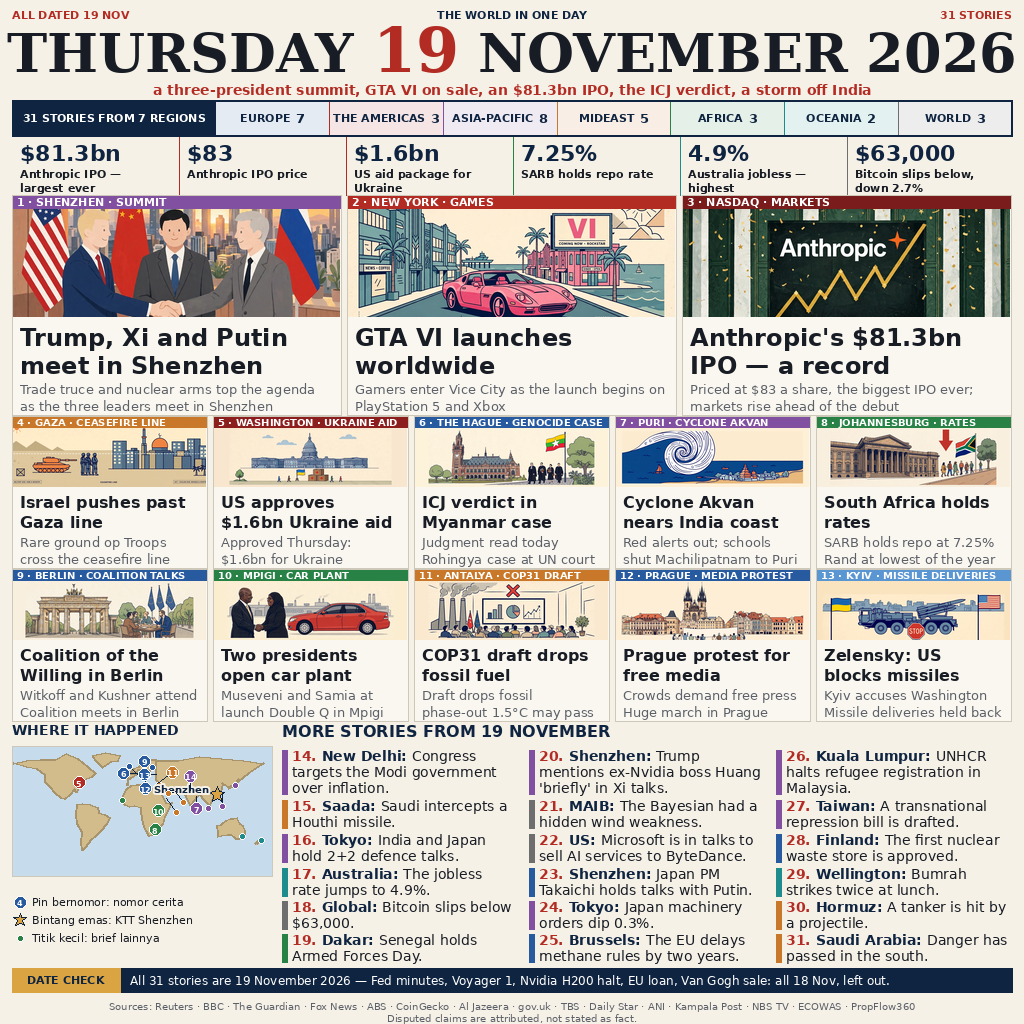 ALL DATED 19 NOV
THE WORLD IN ONE DAY
31 STORIES
THURSDAY 19 NOVEMBER 2026
a three-president summit, GTA VI on sale, an $81.3bn IPO, the ICJ verdict, a storm off India
31 STORIES FROM 7 REGIONS
EUROPE 7
THE AMERICAS 3
ASIA-PACIFIC 8
MIDEAST 5
AFRICA 3
OCEANIA 2
WORLD 3
$81.3bn
Anthropic IPO —
largest ever
$83
Anthropic IPO price
$1.6bn
US aid package for
Ukraine
7.25%
SARB holds repo rate
4.9%
Australia jobless —
highest
$63,000
Bitcoin slips below,
down 2.7%
1 · SHENZHEN · SUMMIT
Trump, Xi and Putin
meet in Shenzhen
Trade truce and nuclear arms top the agenda
as the three leaders meet in Shenzhen
2 · NEW YORK · GAMES
NEWS • COFFEE
VI
COMING NOW • ROCKSTAR
GTA VI launches
worldwide
Gamers enter Vice City as the launch begins on
PlayStation 5 and Xbox
3 · NASDAQ · MARKETS
Anthropic
Anthropic's $81.3bn
IPO — a record
Priced at $83 a share, the biggest IPO ever;
markets rise ahead of the debut
4 · GAZA · CEASEFIRE LINE
Israel pushes past
Gaza line
Rare ground op Troops
cross the ceasefire line
5 · WASHINGTON · UKRAINE AID
US approves
$1.6bn Ukraine aid
Approved Thursday:
$1.6bn for Ukraine
6 · THE HAGUE · GENOCIDE CASE
ICJ verdict in
Myanmar case
Judgment read today
Rohingya case at UN court
7 · PURI · CYCLONE AKVAN
Cyclone Akvan
nears India coast
Red alerts out; schools
shut Machilipatnam to Puri
8 · JOHANNESBURG · RATES
South Africa holds
rates
SARB holds repo at 7.25%
Rand at lowest of the year
9 · BERLIN · COALITION TALKS
Coalition of the
Willing in Berlin
Witkoff and Kushner attend
Coalition meets in Berlin
10 · MPIGI · CAR PLANT
Two presidents
open car plant
Museveni and Samia at
launch Double Q in Mpigi
11 · ANTALYA · COP31 DRAFT
COP31 draft drops
fossil fuel
Draft drops fossil
phase-out 1.5°C may pass
12 · PRAGUE · MEDIA PROTEST
Prague protest for
free media
Crowds demand free press
Huge march in Prague
13 · KYIV · MISSILE DELIVERIES
STOP
Zelensky: US
blocks missiles
Kyiv accuses Washington
Missile deliveries held back
WHERE IT HAPPENED
5
9
6
13
11
14
12
Shenzhen
7
10
8
4 Pin bernomor: nomor cerita
Bintang emas: KTT Shenzhen
Titik kecil: brief lainnya
MORE STORIES FROM 19 NOVEMBER
14. New Delhi: Congress
targets the Modi government
over inflation.
15. Saada: Saudi intercepts a
Houthi missile.
16. Tokyo: India and Japan
hold 2+2 defence talks.
17. Australia: The jobless
rate jumps to 4.9%.
18. Global: Bitcoin slips below
$63,000.
19. Dakar: Senegal holds
Armed Forces Day.
20. Shenzhen: Trump
mentions ex-Nvidia boss Huang
'briefly' in Xi talks.
21. MAIB: The Bayesian had a
hidden wind weakness.
22. US: Microsoft is in talks to
sell AI services to ByteDance.
23. Shenzhen: Japan PM
Takaichi holds talks with Putin.
24. Tokyo: Japan machinery
orders dip 0.3%.
25. Brussels: The EU delays
methane rules by two years.
26. Kuala Lumpur: UNHCR
halts refugee registration in
Malaysia.
27. Taiwan: A transnational
repression bill is drafted.
28. Finland: The first nuclear
waste store is approved.
29. Wellington: Bumrah
strikes twice at lunch.
30. Hormuz: A tanker is hit by
a projectile.
31. Saudi Arabia: Danger has
passed in the south.
DATE CHECK
All 31 stories are 19 November 2026 — Fed minutes, Voyager 1, Nvidia H200 halt, EU loan, Van Gogh sale: all 18 Nov, left out.
Sources: Reuters · BBC · The Guardian · Fox News · ABS · CoinGecko · Al Jazeera · gov.uk · TBS · Daily Star · ANI · Kampala Post · NBS TV · ECOWAS · PropFlow360
Disputed claims are attributed, not stated as fact.